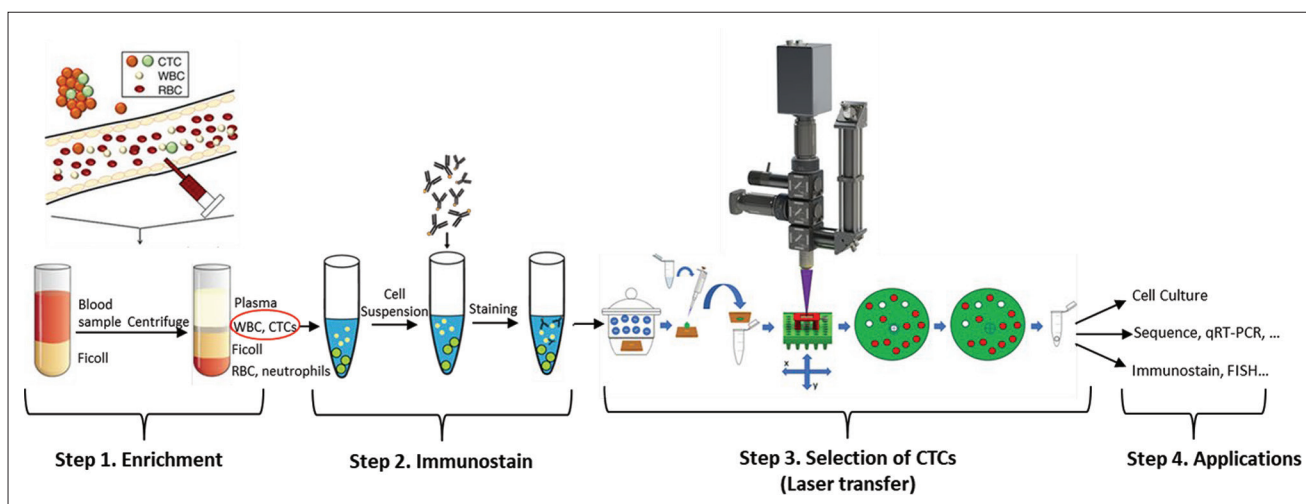 CTC
WBC
RBC
Blood
sample
Centrifuge
Ficoll
Plasma
WBC, CTCs
Ficoll
RBC, neutrophils
Cell
Suspension
Staining
x
y
Cell Culture
Sequence, qRT-PCR, ...
Immunostain, FISH...
Step 1. Enrichment
Step 2. Immunostain
Step 3. Selection of CTCs
(Laser transfer)
Step 4. Applications